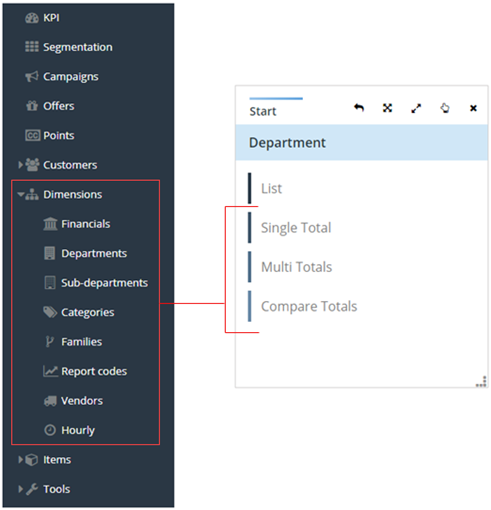 KPI
Segmentation
Campaigns
Offers
CC Points
Customers
Dimensions
Financials
Departments
Sub-departments
Categories
Families
Report codes
Vendors
Hourly
Items
Tools
Start
Department
List
Single Total
Multi Totals
Compare Totals